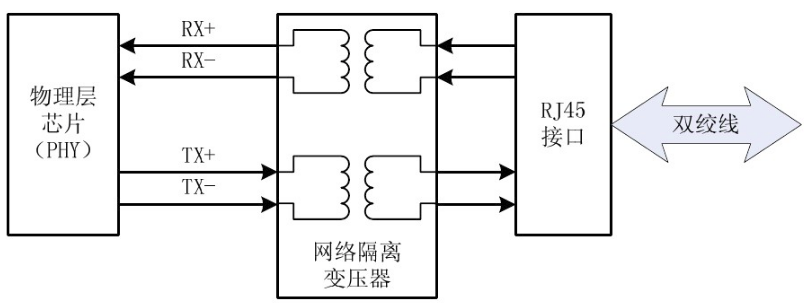 RX+
RX-
物理层
芯片
（PHY）
TX+
TX-
网络隔离
变压器
RJ45
接口
双绞线